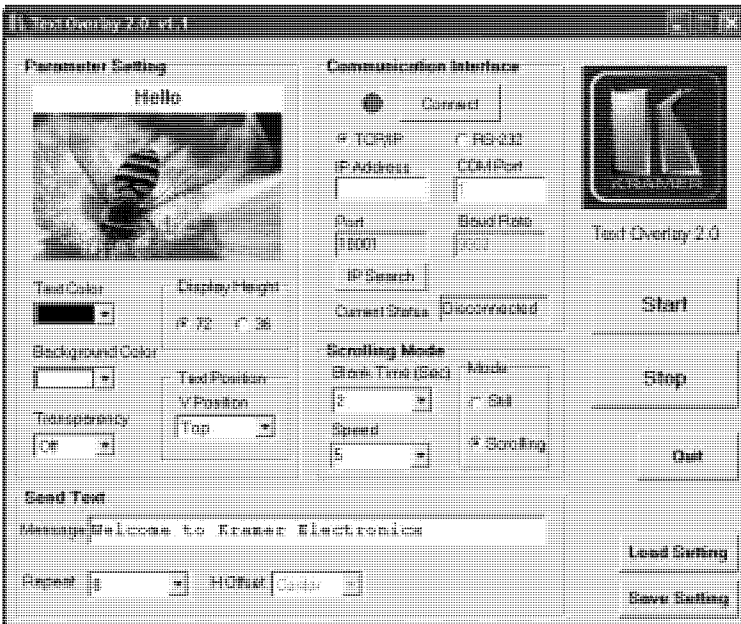 Text Overlay 2.0 v1.1
Parameter Setting
Hello
Text Color
Display Height
72 36
Background Color
Text Position
V Position
Transparency
Off
Top
Communication Interface
Connect
TCP/IP RS-232
IP Address COM Port
1
Port Baud Rate
10001
IP Search
Current Status Disconnected
Scrolling Mode
Blank Time (Sec)
2
Speed
5
Mode
Still
Scrolling
KRAMER
Text Overlay 2.0
Start
Stop
Quit
Load Setting
Save Setting
Send Text
Message Welcome to Kramer Electronics
Repeat H Offset Center